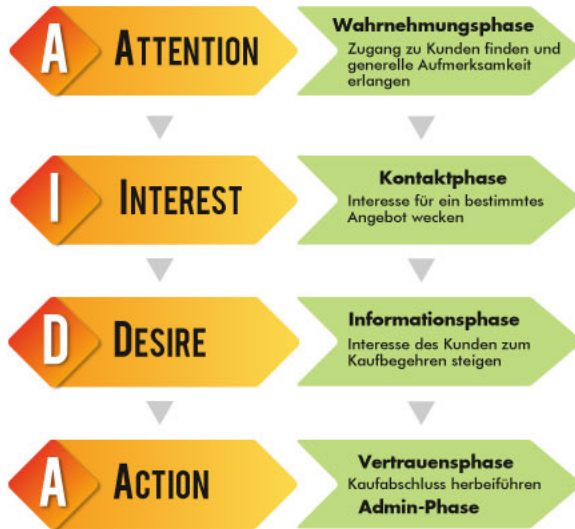 A ATTENTION
Wahrnehmungsphase
Zugang zu Kunden finden und
generelle Aufmerksamkeit
erlangen
I INTEREST
Kontaktphase
Interesse für ein bestimmtes
Angebot wecken
D DESIRE
Informationsphase
Interesse des Kunden zum
Kaufbegehren steigen
A ACTION
Vertrauensphase
Kaufabschluss herbeiführen
Admin-Phase